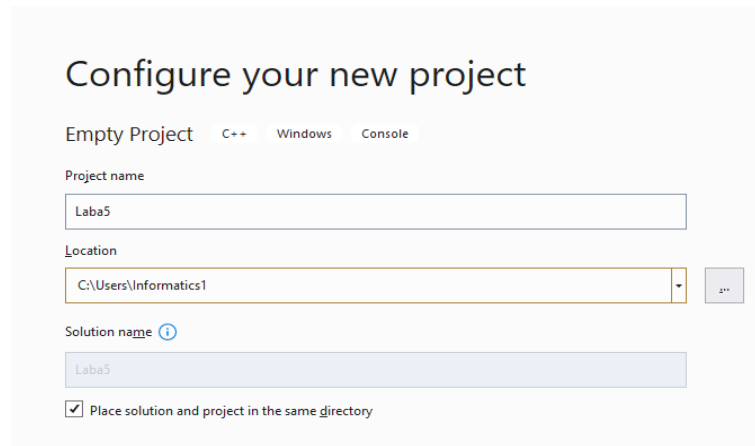 Configure your new project
Empty Project C++ Windows Console
Project name
Laba5
Location
C:\Users\Informatics1
...
Solution name
Laba5
Place solution and project in the same directory